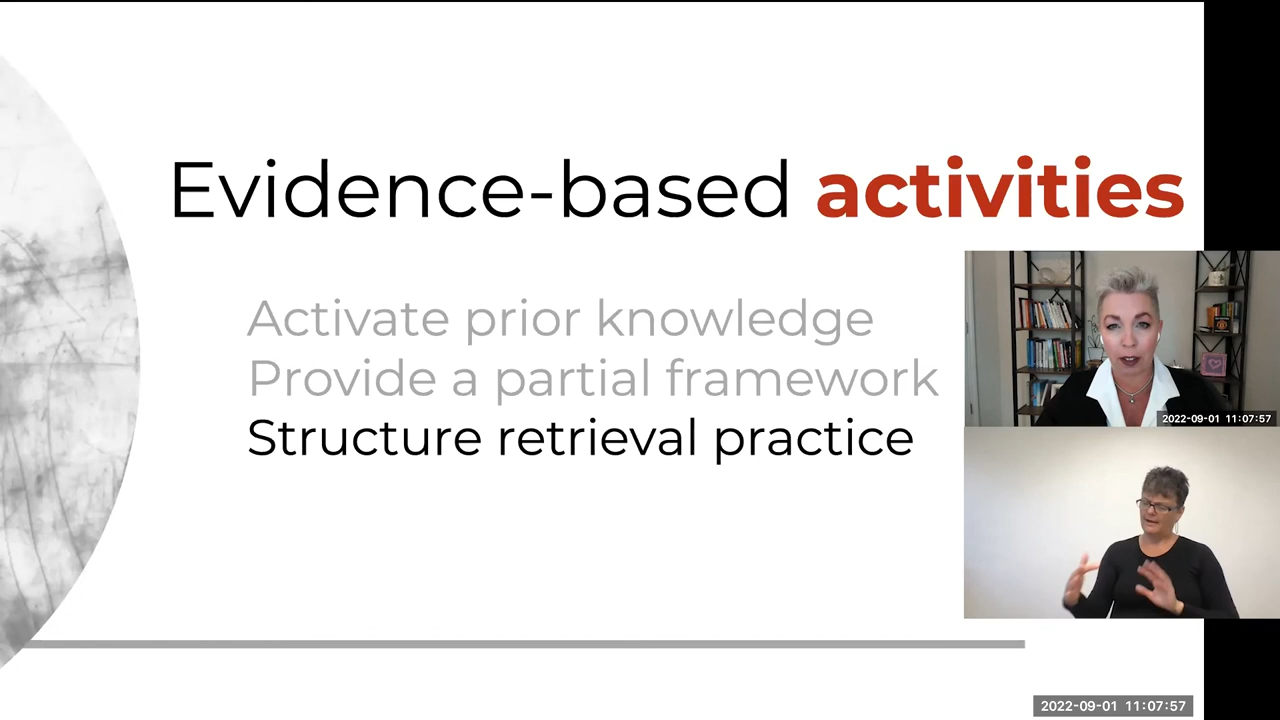 Evidence-based activities
Activate prior knowledge
Provide a partial framework
Structure retrieval practice
2022-09-01 11:07:57
2022-09-01 11:07:57